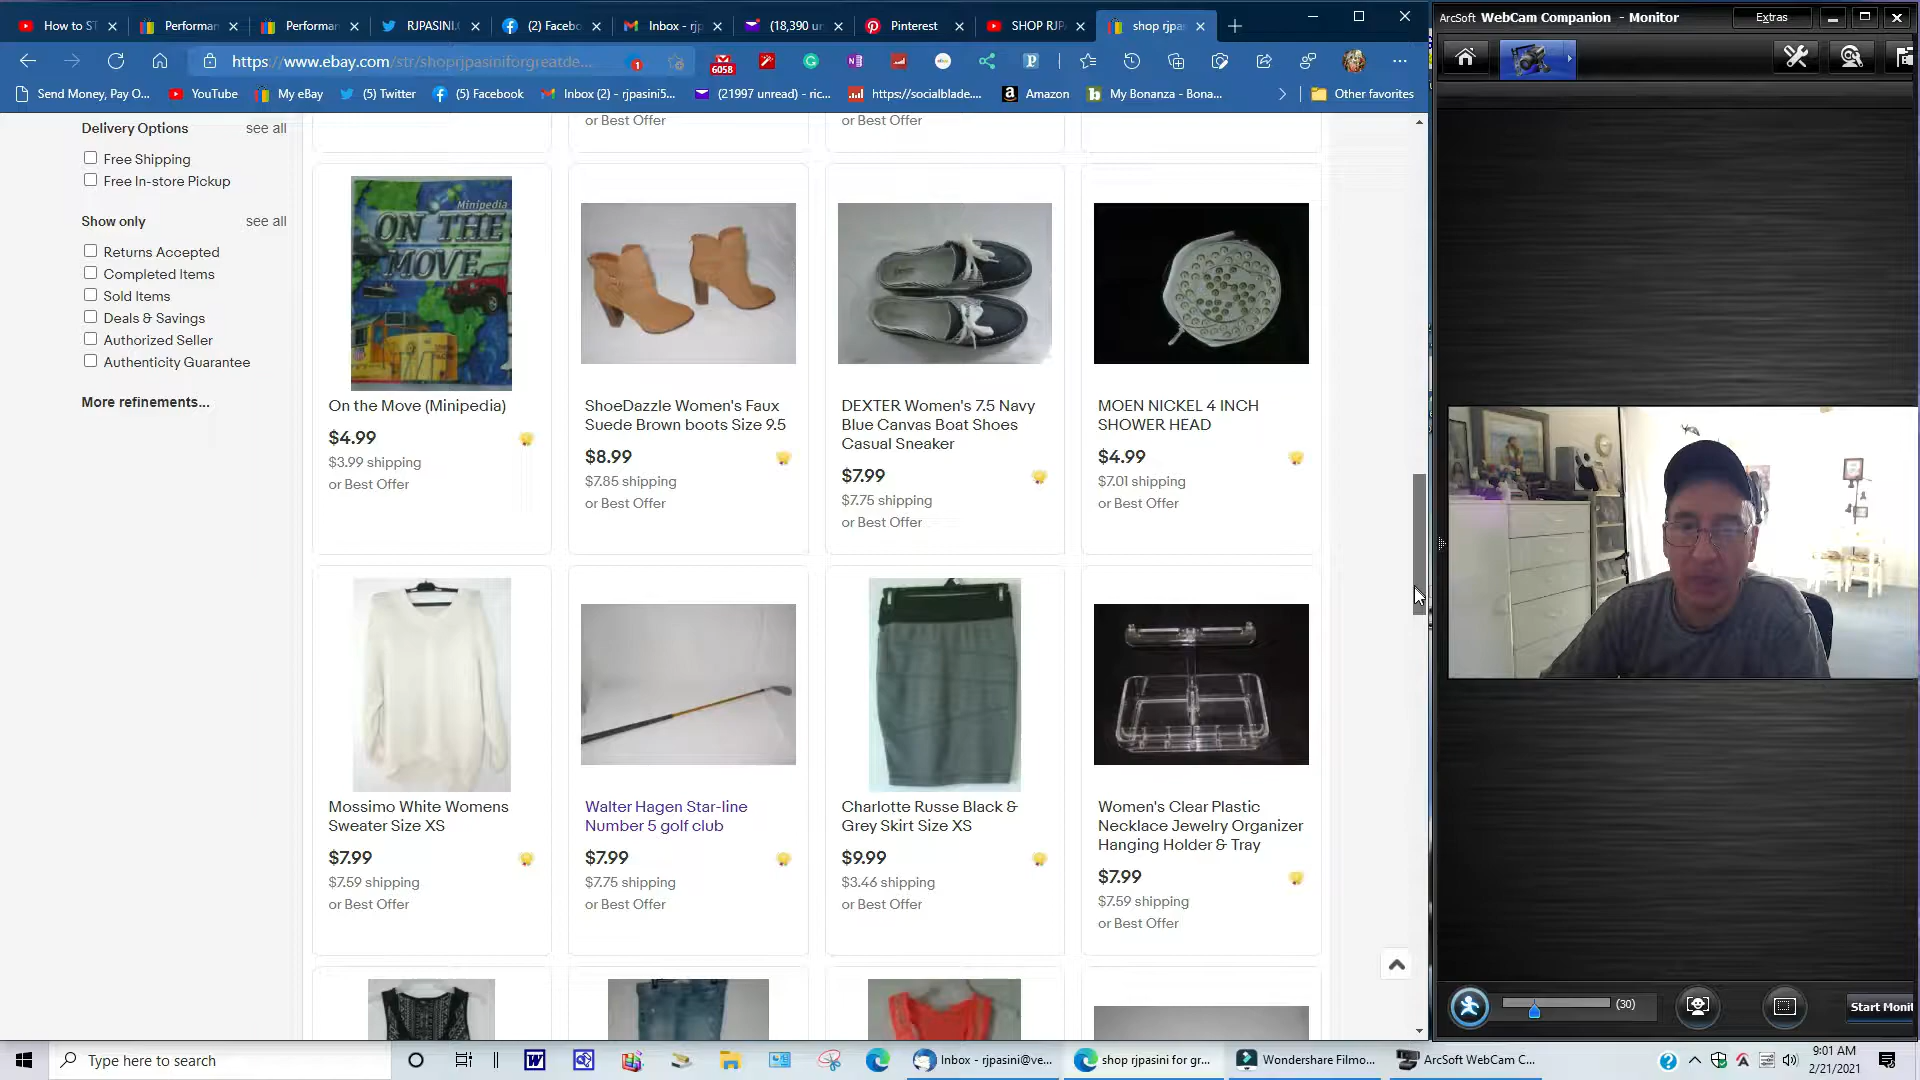 How to ST
Performan
Performan
RJPASINI.
(2) Facebo
Inbox - rj
(18,390 un
Pinterest
SHOP RJP
shop rjpas
https://www.ebay.com/str/shoprjpasiniforgreatde...
1
605B
Send Money, Pay O...
YouTube
My eBay
(5) Twitter
(5) Facebook
Inbox (2) - rjpasini5...
(21997 unread) - ric...
https://socialblade....
Amazon
My Bonanza - Bona...
Other favorites
Delivery Options
see all
Free Shipping
Free In-store Pickup
Show only
see all
Returns Accepted
Completed Items
Sold Items
Deals & Savings
Authorized Seller
Authenticity Guarantee
More refinements...
or Best Offer
or Best Offer
Minipedia
ON THE
MOVE
On the Move (Minipedia)
$4.99
$3.99 shipping
or Best Offer
ShoeDazzle Women's Faux
Suede Brown boots Size 9.5
$8.99
$7.85 shipping
or Best Offer
DEXTER Women's 7.5 Navy
Blue Canvas Boat Shoes
Casual Sneaker
$7.99
$7.75 shipping
or Best Offer
MOEN NICKEL 4 INCH
SHOWER HEAD
$4.99
$7.01 shipping
or Best Offer
Mossimo White Womens
Sweater Size XS
$7.99
$7.59 shipping
or Best Offer
Walter Hagen Star-line
Number 5 golf club
$7.99
$7.75 shipping
or Best Offer
Charlotte Russe Black &
Grey Skirt Size XS
$9.99
$3.46 shipping
or Best Offer
Women's Clear Plastic
Necklace Jewelry Organizer
Hanging Holder & Tray
$7.99
$7.59 shipping
or Best Offer
ArcSoft WebCam Companion - Monitor
Extras
(30)
Start Monit
Type here to search
Inbox - rjpasini@ve...
shop rjpasini for gr...
Wondershare Filmo...
ArcSoft WebCam C...
9:01 AM
2/21/2021